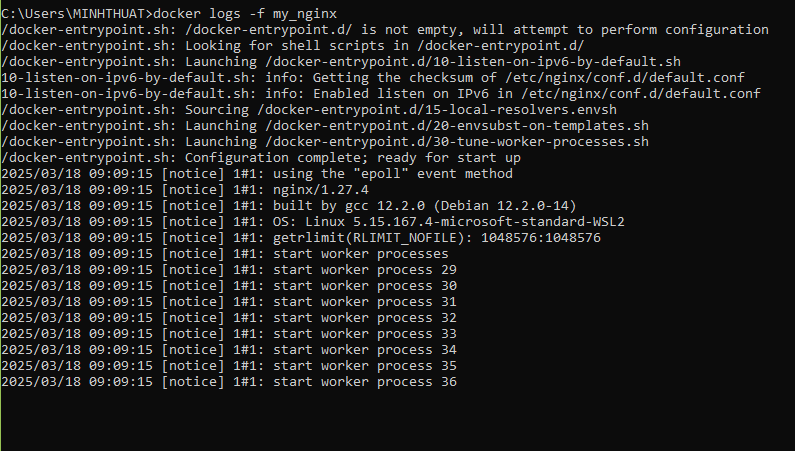 C:\Users\MINHTHUAT>docker logs -f my_nginx
/docker-entrypoint.sh: /docker-entrypoint.d/ is not empty, will attempt to perform configuration
/docker-entrypoint.sh: Looking for shell scripts in /docker-entrypoint.d/
/docker-entrypoint.sh: Launching /docker-entrypoint.d/10-listen-on-ipv6-by-default.sh
10-listen-on-ipv6-by-default.sh: info: Getting the checksum of /etc/nginx/conf.d/default.conf
10-listen-on-ipv6-by-default.sh: info: Enabled listen on IPv6 in /etc/nginx/conf.d/default.conf
/docker-entrypoint.sh: Sourcing /docker-entrypoint.d/15-local-resolvers.envsh
/docker-entrypoint.sh: Launching /docker-entrypoint.d/20-envsubst-on-templates.sh
/docker-entrypoint.sh: Launching /docker-entrypoint.d/30-tune-worker-processes.sh
/docker-entrypoint.sh: Configuration complete; ready for start up
2025/03/18 09:09:15 [notice] 1#1: using the "epoll" event method
2025/03/18 09:09:15 [notice] 1#1: nginx/1.27.4
2025/03/18 09:09:15 [notice] 1#1: built by gcc 12.2.0 (Debian 12.2.0-14)
2025/03/18 09:09:15 [notice] 1#1: OS: Linux 5.15.167.4-microsoft-standard-WSL2
2025/03/18 09:09:15 [notice] 1#1: getrlimit(RLIMIT_NOFILE): 1048576:1048576
2025/03/18 09:09:15 [notice] 1#1: start worker processes
2025/03/18 09:09:15 [notice] 1#1: start worker process 29
2025/03/18 09:09:15 [notice] 1#1: start worker process 30
2025/03/18 09:09:15 [notice] 1#1: start worker process 31
2025/03/18 09:09:15 [notice] 1#1: start worker process 32
2025/03/18 09:09:15 [notice] 1#1: start worker process 33
2025/03/18 09:09:15 [notice] 1#1: start worker process 34
2025/03/18 09:09:15 [notice] 1#1: start worker process 35
2025/03/18 09:09:15 [notice] 1#1: start worker process 36